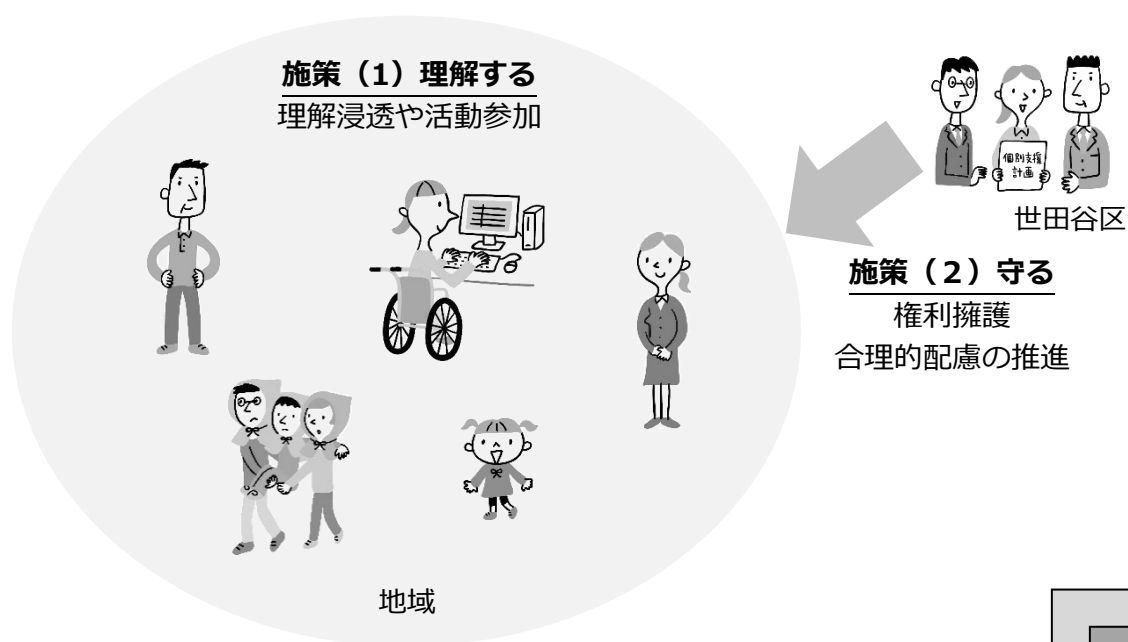 施策（1）理解する
理解浸透や活動参加
個別支援
計画
世田谷区
施策（２）守る
権利擁護
合理的配慮の推進
地域